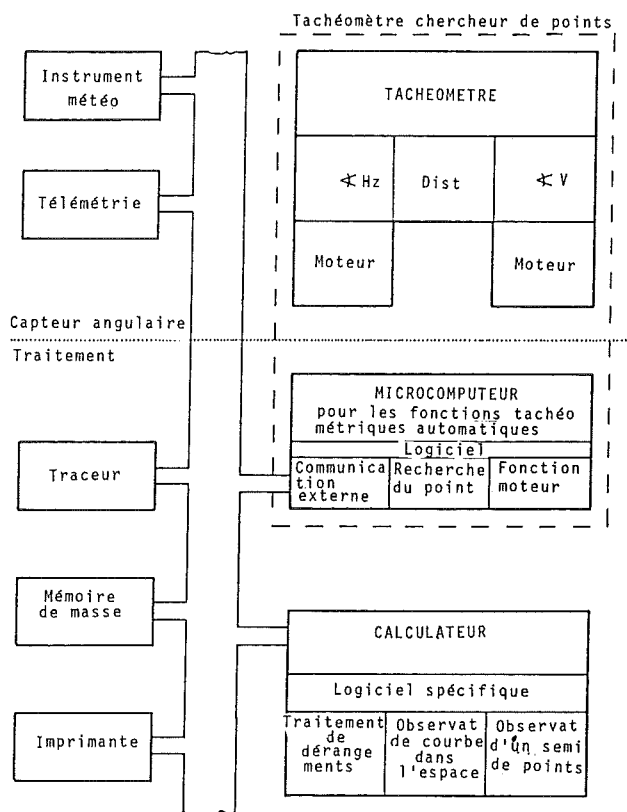 Tachéomètre chercheur de points
Instrument
météo
TACHEOMETRE
Télémétrie
∢ Hz
Dist
∢ V
Moteur
Moteur
Capteur angulaire
Traitement
MICROCOMPUTEUR
pour les fonctions tachéo
métriques automatiques
Logiciel
Communica
tion
externe
Recherche
du point
Fonction
moteur
Traceur
Mémoire
de masse
CALCULATEUR
Logiciel spécifique
Traitement
de
dérange
ments
Observat
de courbe
dans
l'espace
Observat
d'un semi
de points
Imprimante